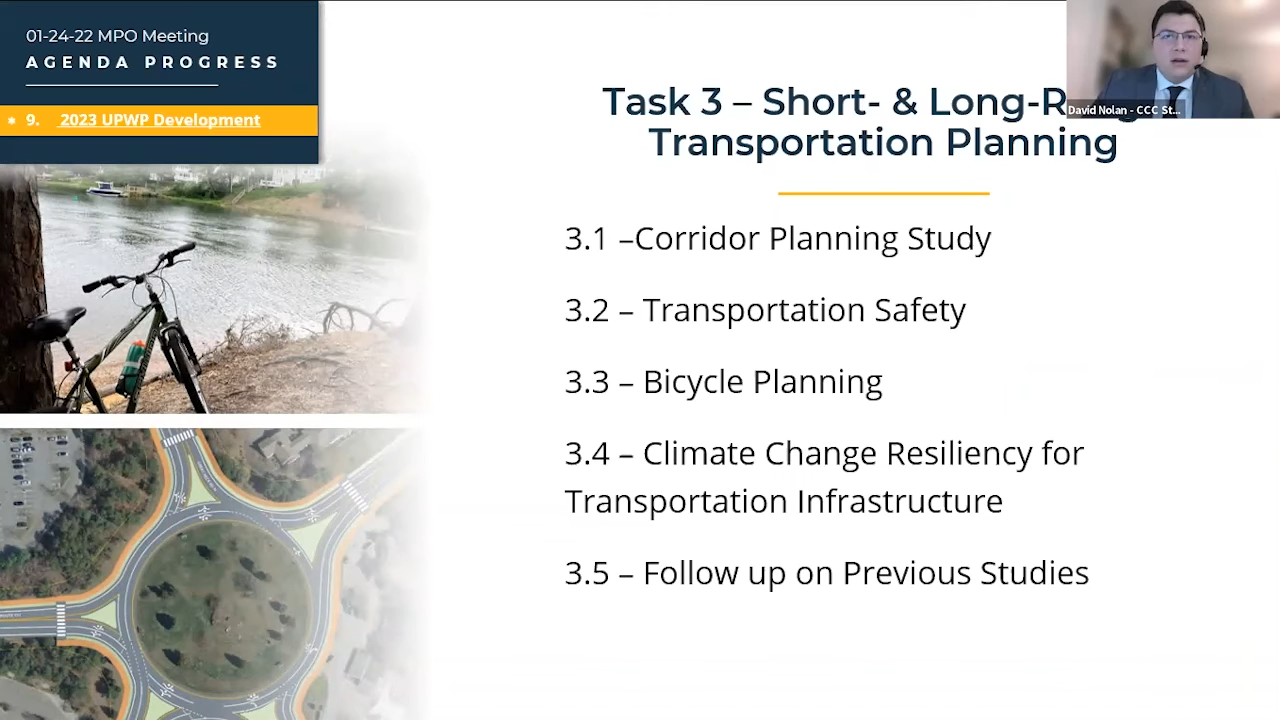 01-24-22 MPO Meeting
AGENDA PROGRESS
* 9. 2023 UPWP Development
David Nolan - CCC St...
Task 3 – Short- & Long-R
Transportation Planning
3.1 –Corridor Planning Study
3.2 – Transportation Safety
3.3 – Bicycle Planning
3.4 – Climate Change Resiliency for
Transportation Infrastructure
3.5 – Follow up on Previous Studies